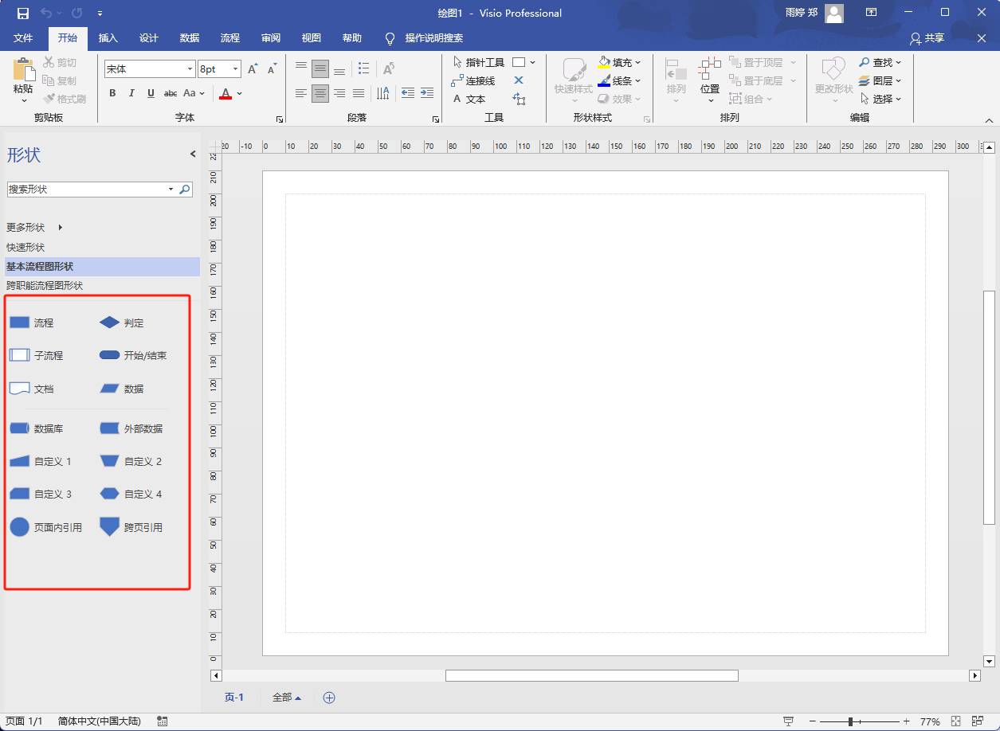 绘图1 - Visio Professional
雨婷 郑
文件 开始 插入 设计 数据 流程 审阅 视图 帮助 操作说明搜索 共享
粘贴 剪切 复制 格式刷
剪贴板
宋体 8pt A A
B I U abc Aa A
字体
A
段落
指针工具
连接线
A 文本
工具
快速样式 填充 线条 效果
形状样式
排列 位置 置于顶层 置于底层 组合
排列
更改形状 查找 图层 选择
编辑
形状
搜索形状
更多形状
快速形状
基本流程图形状
跨职能流程图形状
流程 判定
子流程 开始/结束
文档 数据
数据库 外部数据
自定义 1 自定义 2
自定义 3 自定义 4
页面内引用 跨页引用
20 -10 0 10 20 30 40 50 60 70 80 90 100 110 120 130 140 150 160 170 180 190 200 210 220 230 240 250 260 270 280 290 300
210
200
190
180
170
160
150
140
130
120
110
100
90
80
70
60
50
40
30
20
10
0
页-1 全部
页面 1/1 简体中文(中国大陆) 77%